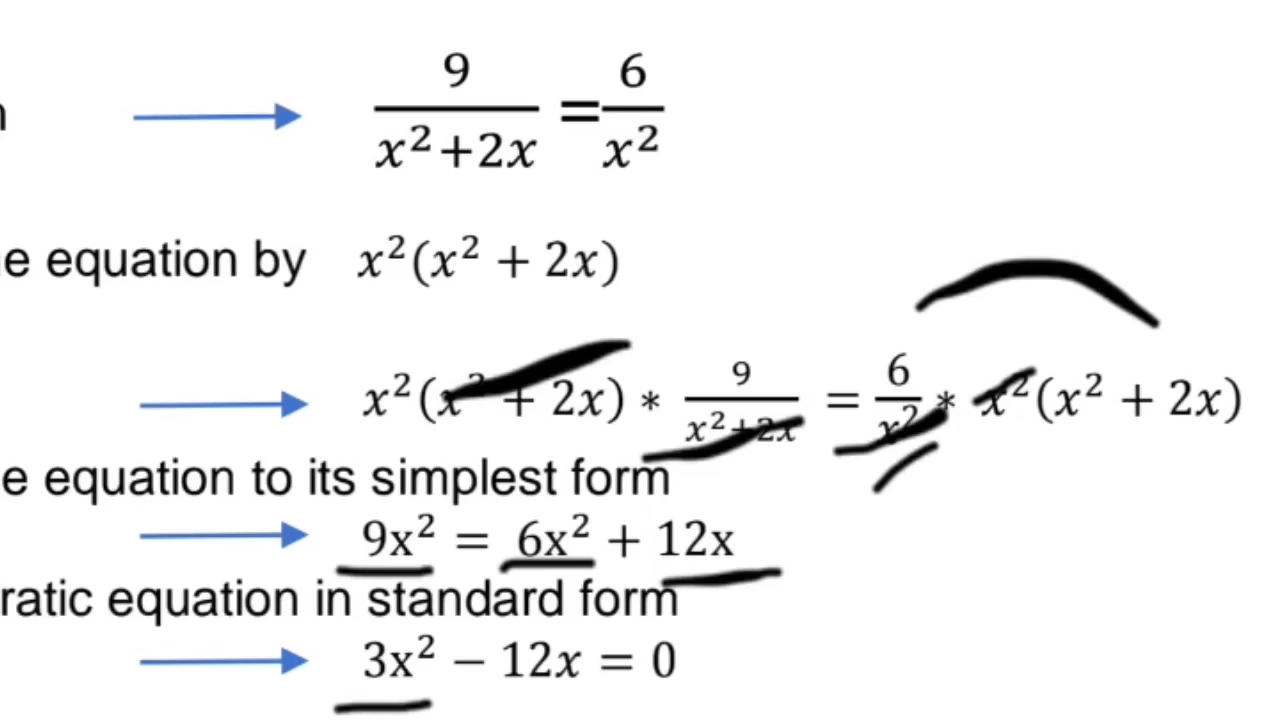 9/(x²+2x) = 6/x²
equation by x²(x² + 2x)
x²(x² + 2x) * 9/(x²+2x) = 6/x² * x²(x² + 2x)
equation to its simplest form
9x² = 6x² + 12x
equation in standard form
3x² − 12x = 0